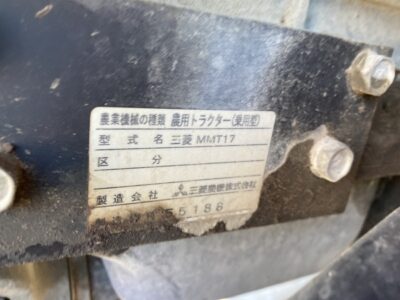 農業機械の種類 農用トラクター(乗用型)
型式名 三菱 MMT17
区分
製造会社 三菱農機株式会社
5186